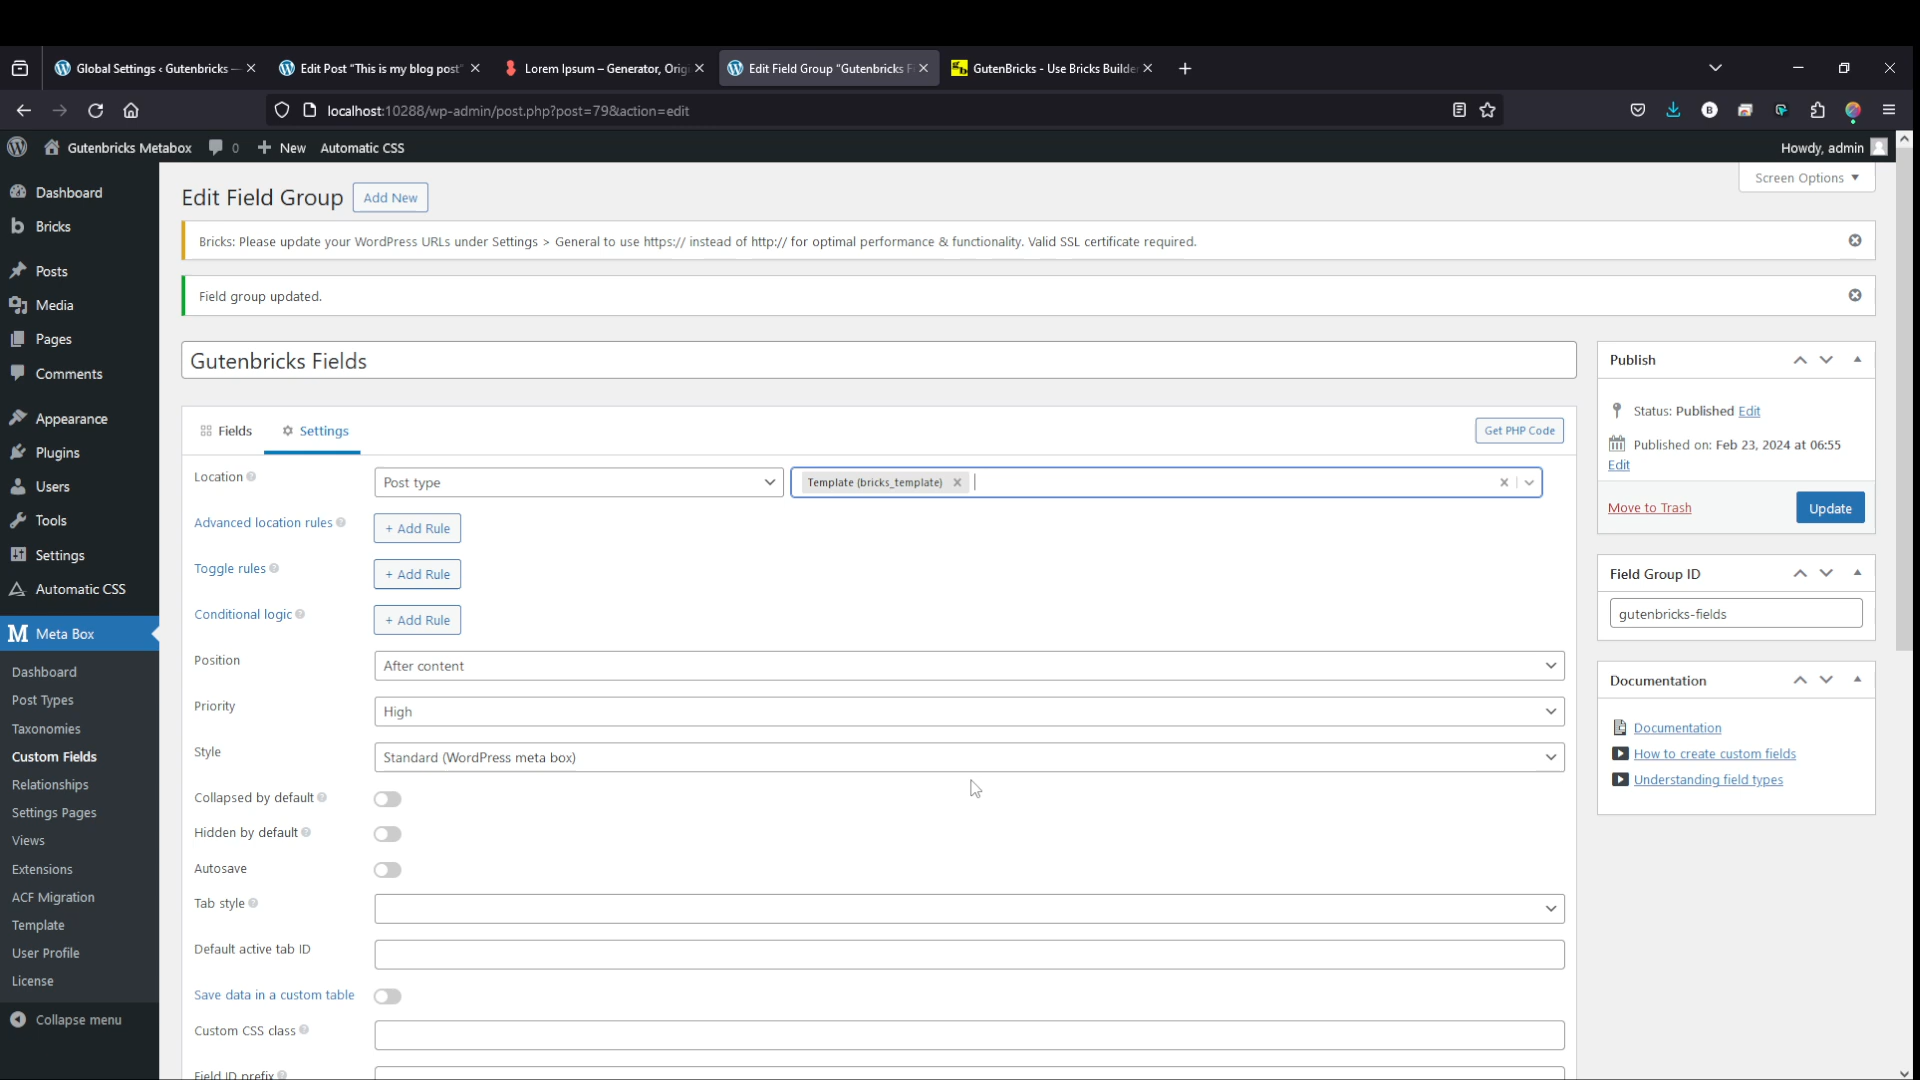 Global Settings ‹ Gutenbricks —
Edit Post "This is my blog post"
Lorem Ipsum – Generator, Orig
Edit Field Group "Gutenbricks F
GutenBricks - Use Bricks Builde
localhost:10288/wp-admin/post.php?post=79&action=edit
Gutenbricks Metabox
0
New
Automatic CSS
Howdy, admin
Screen Options
Dashboard
Bricks
Posts
Media
Pages
Comments
Appearance
Plugins
Users
Tools
Settings
Automatic CSS
Meta Box
Dashboard
Post Types
Taxonomies
Custom Fields
Relationships
Settings Pages
Views
Extensions
ACF Migration
Template
User Profile
License
Collapse menu
Edit Field Group
Add New
Bricks: Please update your WordPress URLs under Settings > General to use https:// instead of http:// for optimal performance & functionality. Valid SSL certificate required.
Field group updated.
Gutenbricks Fields
Fields
Settings
Get PHP Code
Location
Post type
Template (bricks_template)
Advanced location rules
+ Add Rule
Toggle rules
+ Add Rule
Conditional logic
+ Add Rule
Position
After content
Priority
High
Style
Standard (WordPress meta box)
Collapsed by default
Hidden by default
Autosave
Tab style
Default active tab ID
Save data in a custom table
Custom CSS class
Field ID prefix
Publish
Status: Published Edit
Published on: Feb 23, 2024 at 06:55
Edit
Move to Trash
Update
Field Group ID
gutenbricks-fields
Documentation
Documentation
How to create custom fields
Understanding field types